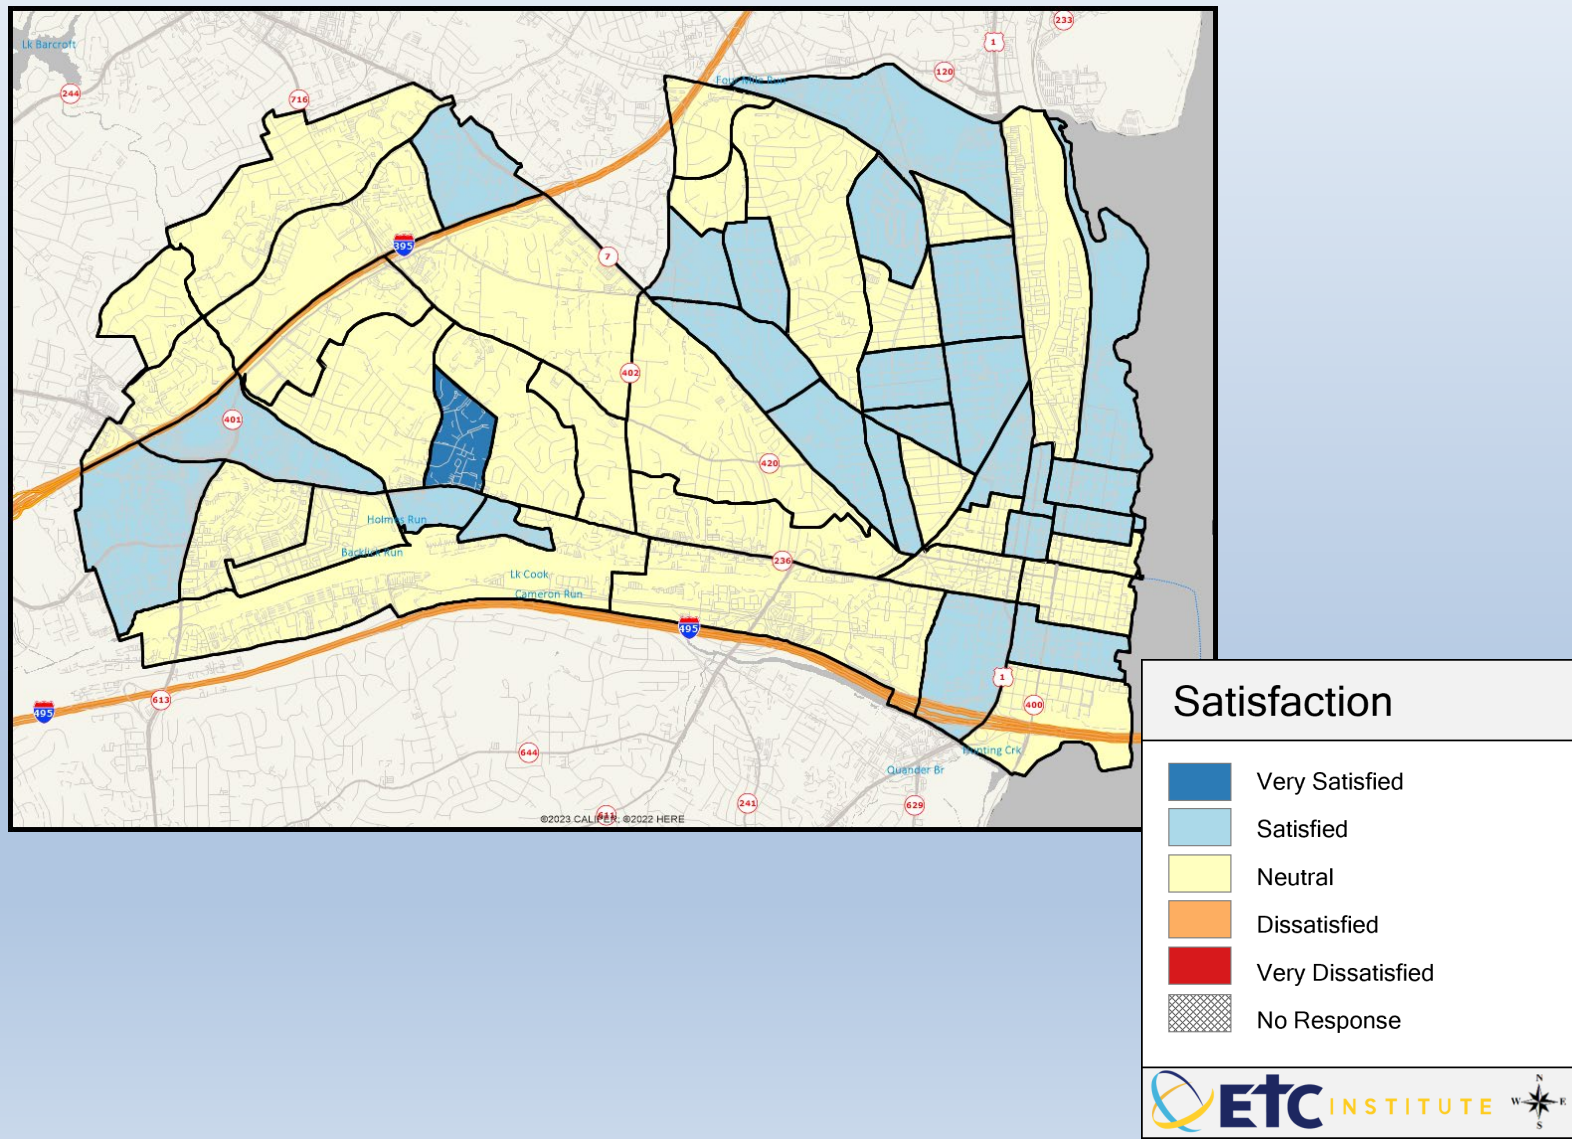 233
Lk Barcroft
1
Four Mile Run
120
244
716
395
7
402
401
420
Holmes Run
Backlick Run
236
Lk Cook
Cameron Run
495
1
613
400
495
644
Hunting Crk
Quander Br
241
629
611
©2023 CALIPER; ©2022 HERE
Satisfaction
Very Satisfied
Satisfied
Neutral
Dissatisfied
Very Dissatisfied
No Response
ETC INSTITUTE
N
W E
S